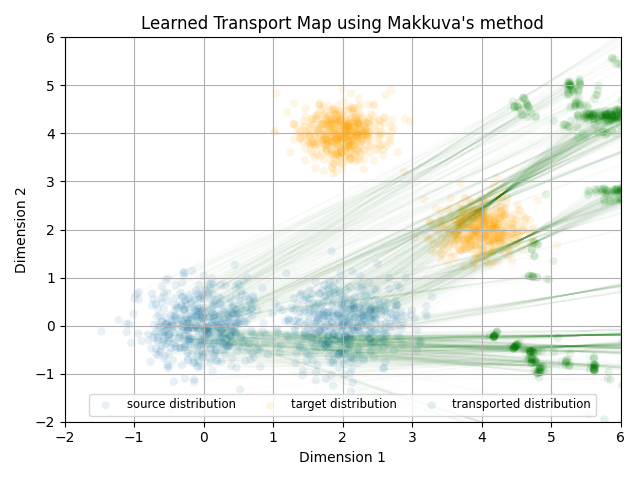 Learned Transport Map using Makkuva's method
6
5
4
3
2
1
0
−1
−2
Dimension 2
source distribution target distribution transported distribution
−2 −1 0 1 2 3 4 5 6
Dimension 1